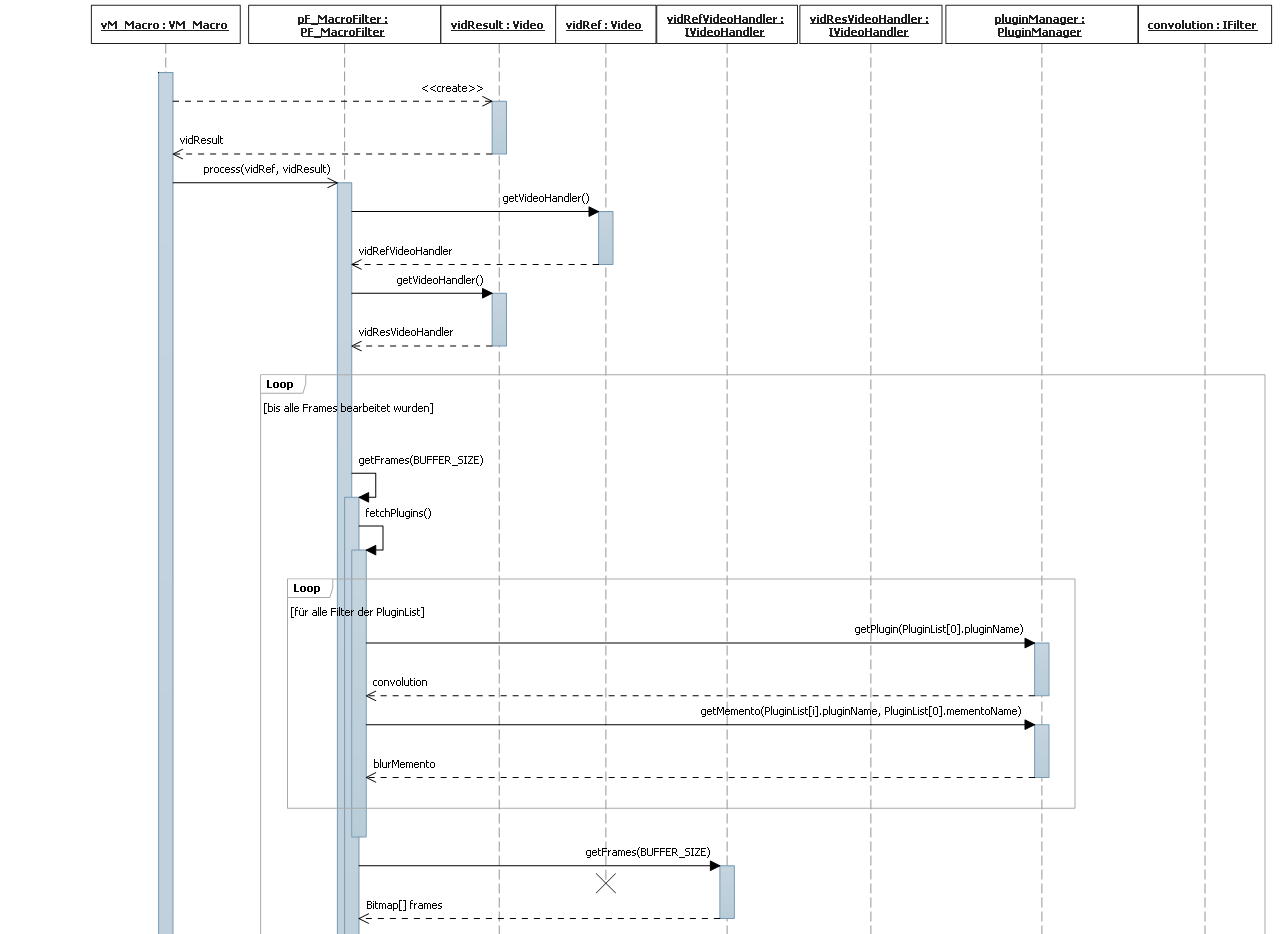 vM_Macro : VM_Macro
pF_MacroFilter :
PF_MacroFilter
vidResult : Video
vidRef : Video
vidRefVideoHandler :
IVideoHandler
vidResVideoHandler :
IVideoHandler
pluginManager :
PluginManager
convolution : IFilter
<<create>>
vidResult
process(vidRef, vidResult)
getVideoHandler()
vidRefVideoHandler
getVideoHandler()
vidResVideoHandler
Loop
[bis alle Frames bearbeitet wurden]
getFrames(BUFFER_SIZE)
fetchPlugins()
Loop
[für alle Filter der PluginList]
getPlugin(PluginList[0].pluginName)
convolution
getMemento(PluginList[i].pluginName, PluginList[0].mementoName)
blurMemento
getFrames(BUFFER_SIZE)
Bitmap[] frames